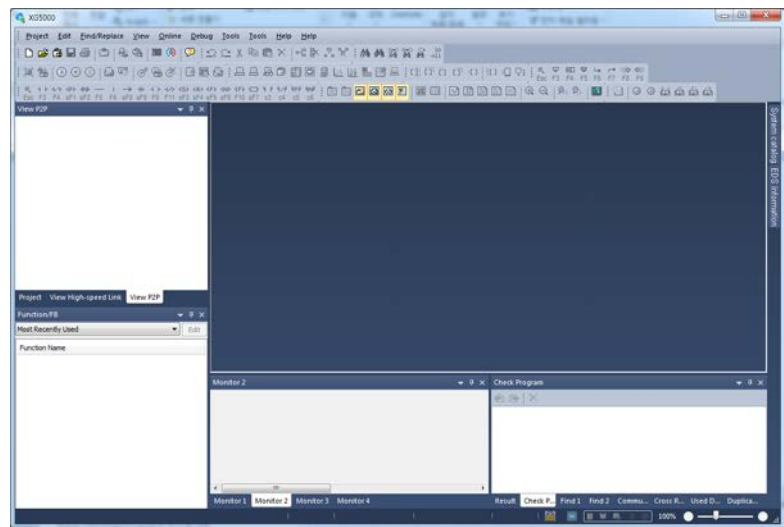 XG5000
Project Edit Find/Replace View Online Debug Tools Tools Help Help
View P2P
Project View High-speed Link View P2P
Function/FB
Most Recently Used Edit
Function Name
Monitor 2
Monitor 1 Monitor 2 Monitor 3 Monitor 4
Check Program
Result Check P... Find 1 Find 2 Commu... Cross R... Used D... Duplica...
100%
System catalog EDS information